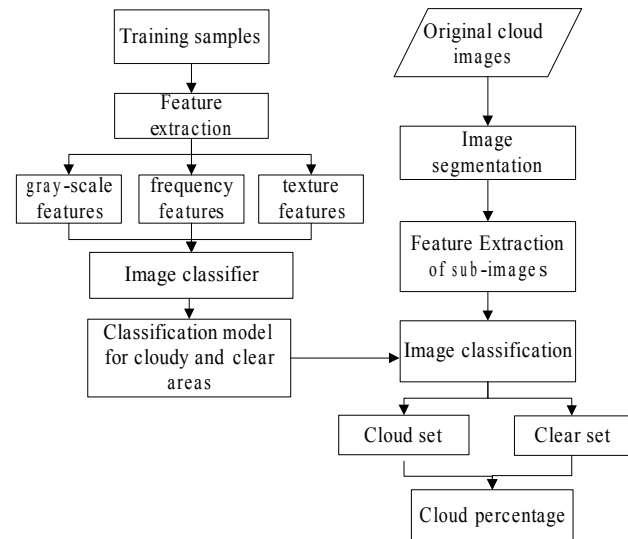 Training samples
Feature
extraction
gray-scale
features
frequency
features
texture
features
Image classifier
Classification model
for cloudy and clear
areas
Original cloud
images
Image
segmentation
Feature Extraction
of sub-images
Image classification
Cloud set
Clear set
Cloud percentage